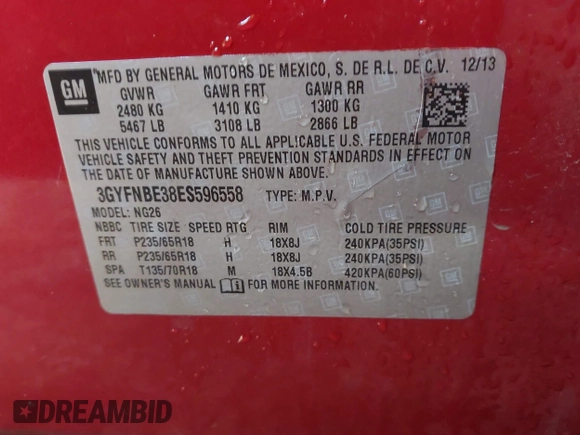 GM MFD BY GENERAL MOTORS DE MEXICO, S. DE R.L. DE C.V. 12/13
GVWR GAWR FRT GAWR RR
2480 KG 1410 KG 1300 KG
5467 LB 3108 LB 2866 LB
THIS VEHICLE CONFORMS TO ALL APPLICABLE U.S. FEDERAL MOTOR
VEHICLE SAFETY AND THEFT PREVENTION STANDARDS IN EFFECT ON
THE DATE OF MANUFACTURE SHOWN ABOVE.
3GYFNBE38ES596558 TYPE: M.P.V.
MODEL: NG26
NBBC TIRE SIZE SPEED RTG RIM COLD TIRE PRESSURE
FRT P235/65R18 H 18X8J 240KPA(35PSI)
RR P235/65R18 H 18X8J 240KPA(35PSI)
SPA T135/70R18 M 18X4.5B 420KPA(60PSI)
SEE OWNER'S MANUAL FOR MORE INFORMATION.
DREAMBID